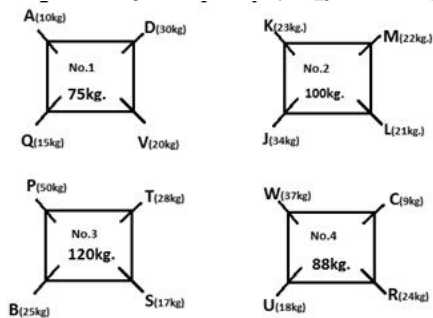 A(10kg) D(30kg) K(23kg.) M(22kg.)
No.1 No.2
75kg. 100kg.
Q(15kg) V(20kg) J(34kg) L(21kg.)
P(50kg) T(28kg) W(37kg) C(9kg)
No.3 No.4
120kg. 88kg.
B(25kg) S(17kg) U(18kg) R(24kg)